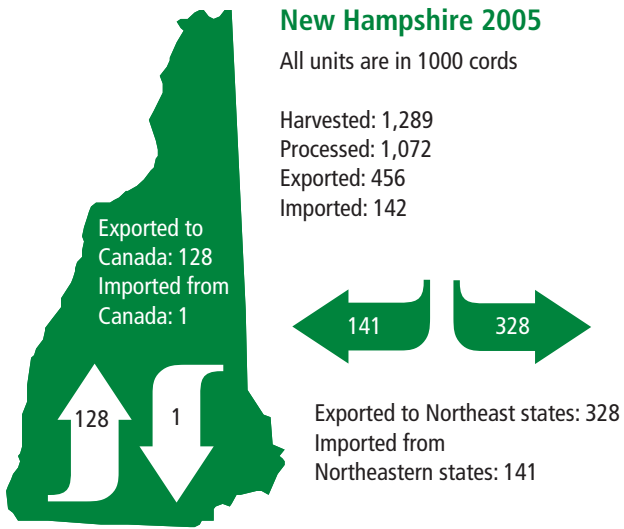 New Hampshire 2005
All units are in 1000 cords
Harvested: 1,289
Processed: 1,072
Exported: 456
Imported: 142
Exported to
Canada: 128
Imported from
Canada: 1
141
328
128
1
Exported to Northeast states: 328
Imported from
Northeastern states: 141